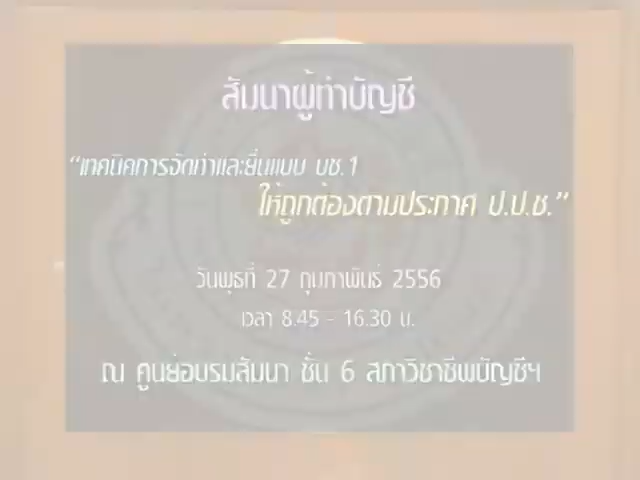 สัมนาผู้ทำบัญชี
“เทคนิคการจัดทำและยื่นแบบ บช.1
ให้ถูกต้องตามประกาศ ป.ป.ช.”
วันพุธที่ 27 กุมภาพันธ์ 2556
เวลา 8.45 - 16.30 น.
ณ ศูนย์อบรมสัมนา ชั้น 6 สภาวิชาชีพบัญชีฯ